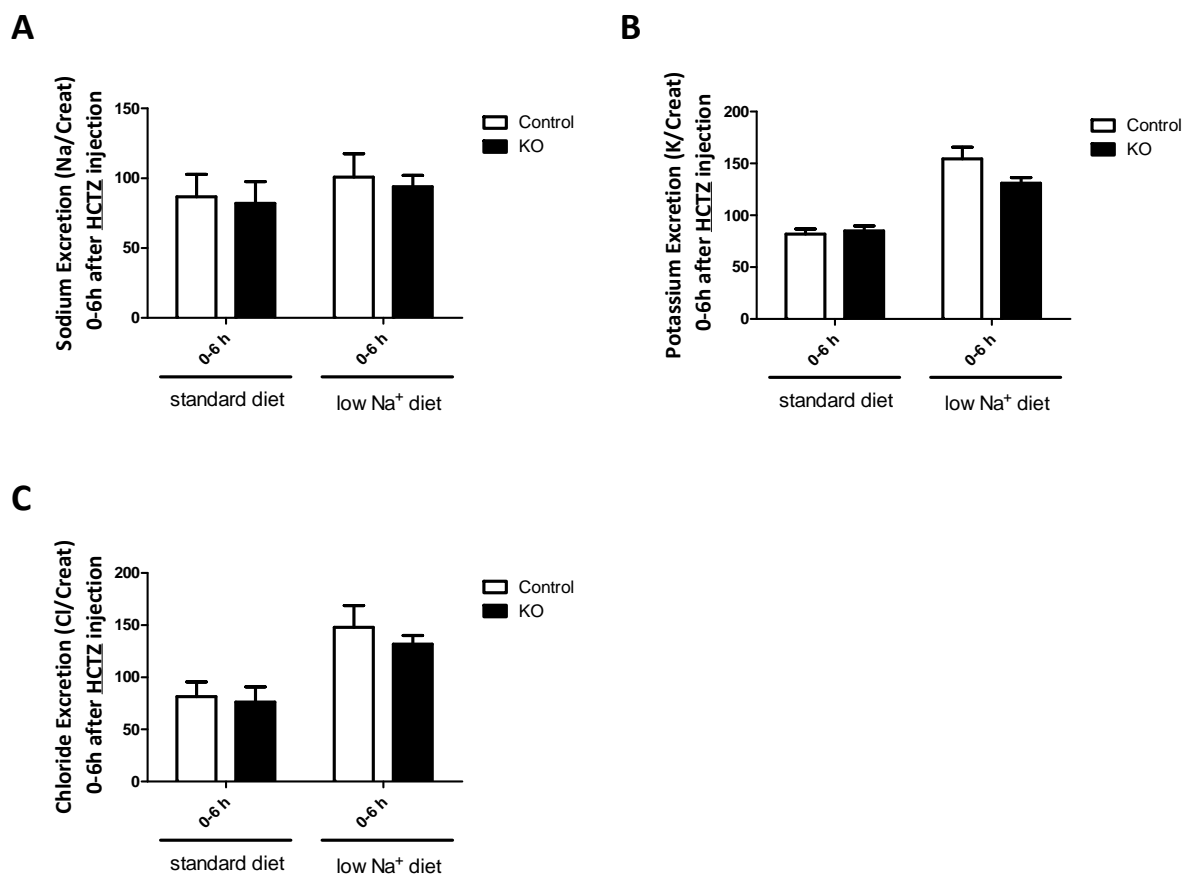 A
Sodium Excretion (Na/Creat)
0-6h after HCTZ injection
150
100
50
0
Control
KO
0-6 h
0-6 h
standard diet
low Na⁺ diet
B
Potassium Excretion (K/Creat)
0-6h after HCTZ injection
200
150
100
50
0
Control
KO
0-6 h
0-6 h
standard diet
low Na⁺ diet
C
Chloride Excretion (Cl/Creat)
0-6h after HCTZ injection
200
150
100
50
0
Control
KO
0-6 h
0-6 h
standard diet
low Na⁺ diet